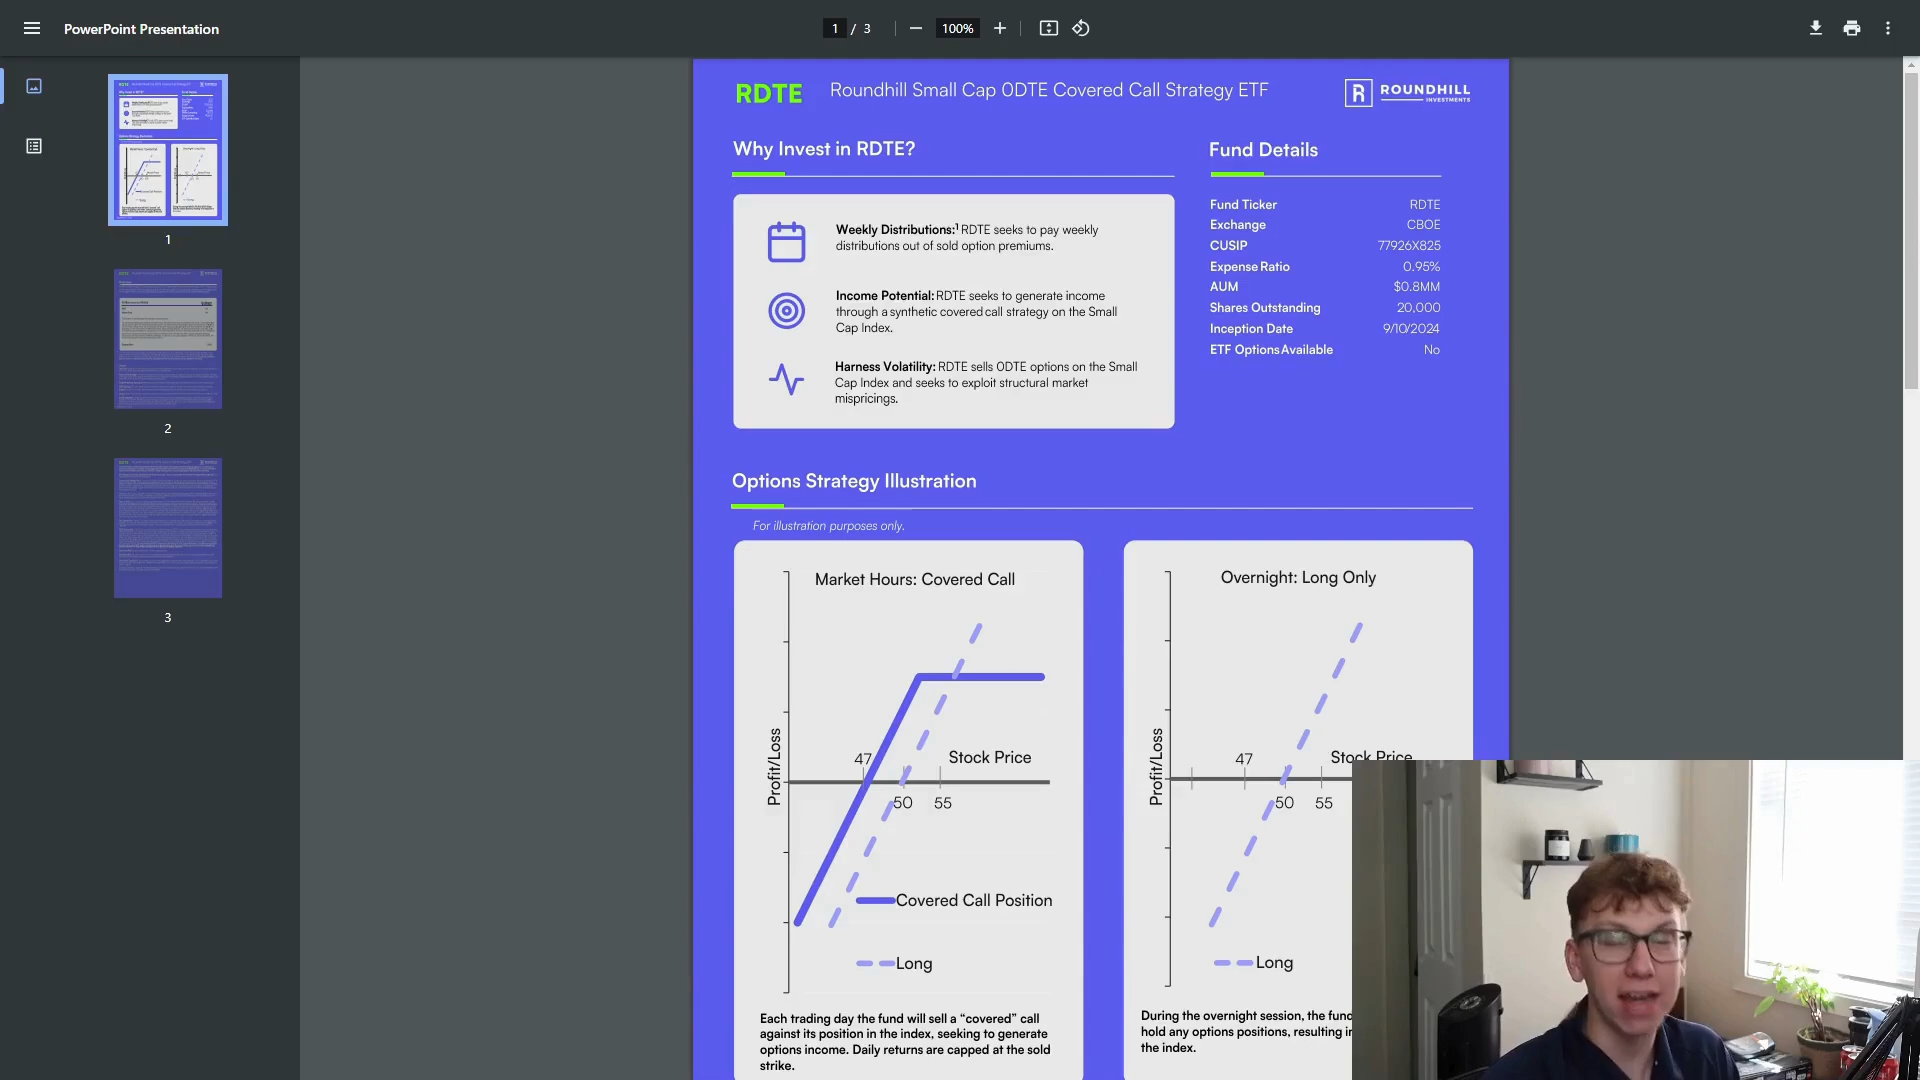 PowerPoint Presentation
1 / 3
100%
RDTE
Roundhill Small Cap 0DTE Covered Call Strategy ETF
R ROUNDHILL
INVESTMENTS
Why Invest in RDTE?
Weekly Distributions:¹ RDTE seeks to pay weekly
distributions out of sold option premiums.
Income Potential: RDTE seeks to generate income
through a synthetic covered call strategy on the Small
Cap Index.
Harness Volatility: RDTE sells 0DTE options on the Small
Cap Index and seeks to exploit structural market
mispricings.
Fund Details
Fund Ticker RDTE
Exchange CBOE
CUSIP 77926X825
Expense Ratio 0.95%
AUM $0.8MM
Shares Outstanding 20,000
Inception Date 9/10/2024
ETF Options Available No
Options Strategy Illustration
For illustration purposes only.
Market Hours: Covered Call
Profit/Loss
47
Stock Price
50 55
Covered Call Position
Long
Each trading day the fund will sell a “covered” call
against its position in the index, seeking to generate
options income. Daily returns are capped at the sold
strike.
Overnight: Long Only
Profit/Loss
47
Stock Price
50 55
Long
During the overnight session, the fund
hold any options positions, resulting in
the index.
1
2
3